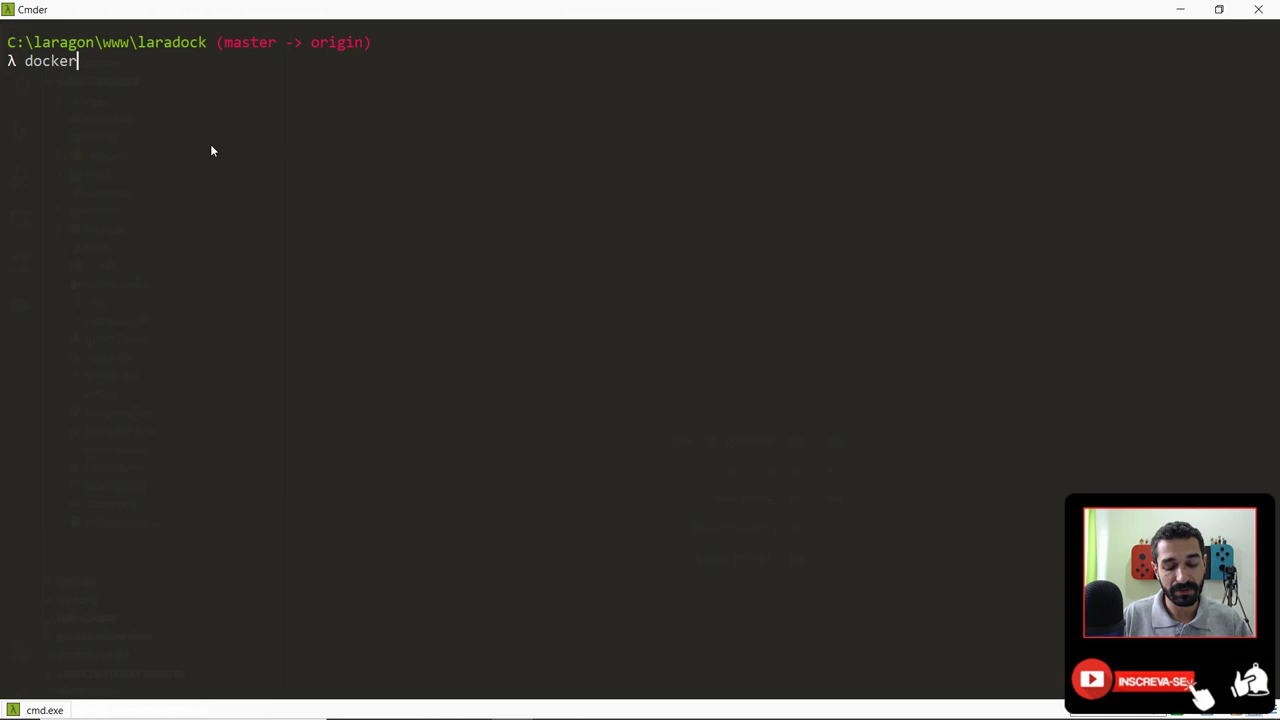 Cmder
C:\laragon\www\laradock (master -> origin)
λ docker
INSCREVA-SE
cmd.exe